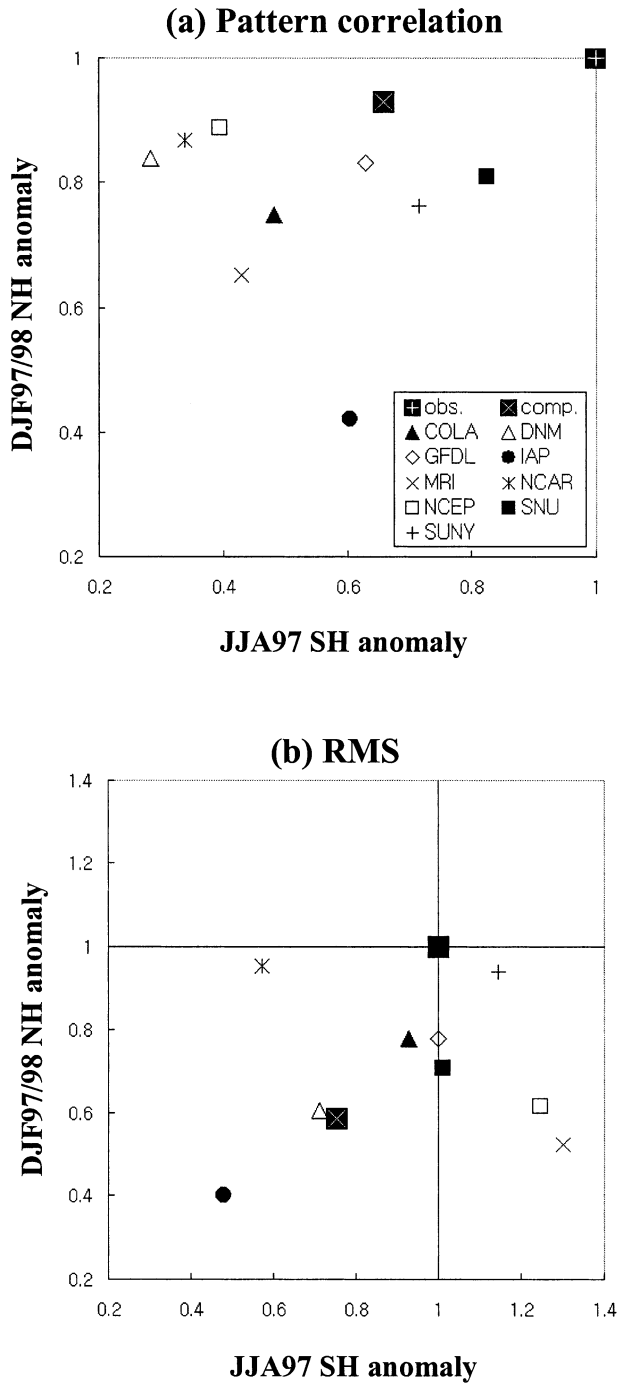 (a) Pattern correlation
1
0.8
0.6
0.4
0.2
DJF97/98 NH anomaly
obs. comp.
COLA DNM
GFDL IAP
MRI NCAR
NCEP SNU
SUNY
0.2 0.4 0.6 0.8 1
JJA97 SH anomaly
(b) RMS
1.4
1.2
1
0.8
0.6
0.4
0.2
DJF97/98 NH anomaly
0.2 0.4 0.6 0.8 1 1.2 1.4
JJA97 SH anomaly